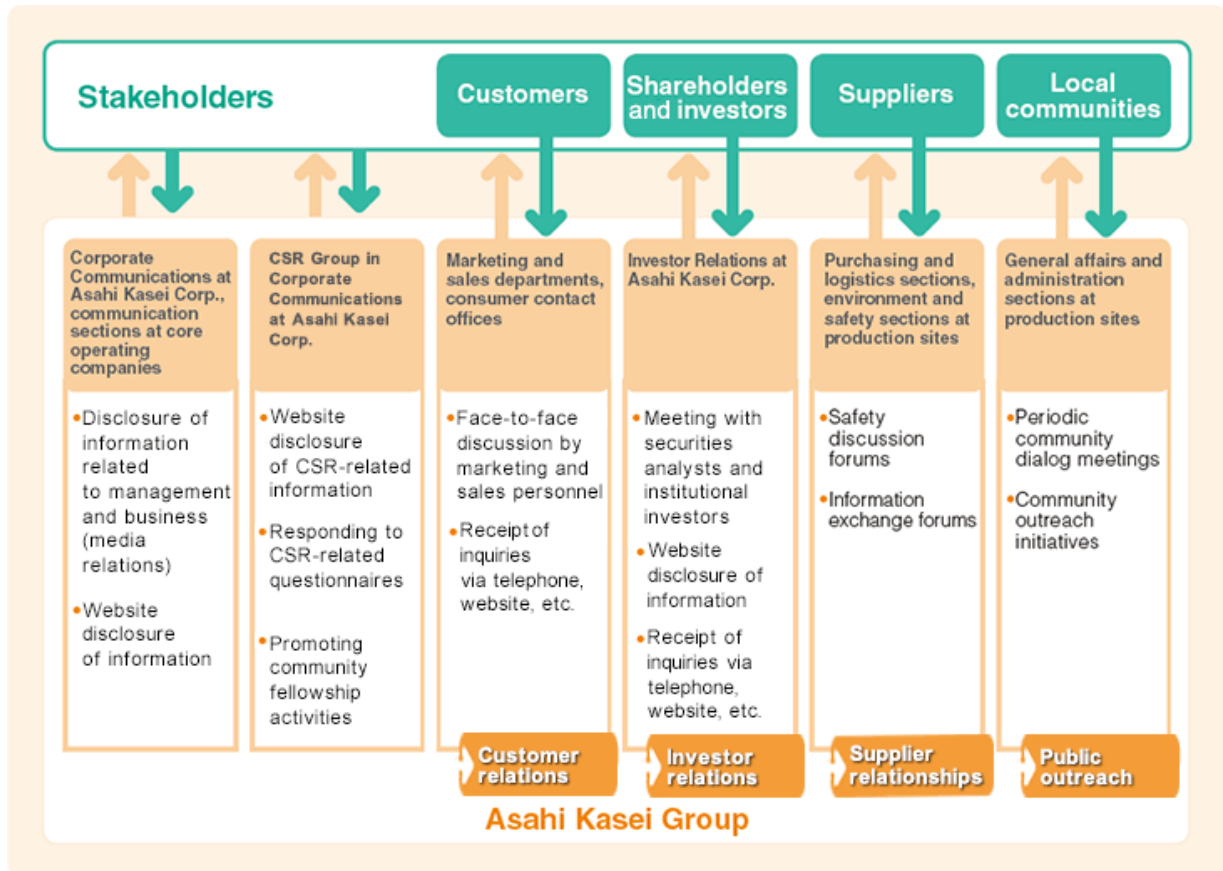 Stakeholders
Customers
Shareholders
and investors
Suppliers
Local
communities
Corporate
Communications at
Asahi Kasei Corp.,
communication
sections at core
operating
companies
•Disclosure of
information
related
to management
and business
(media
relations)
•Website
disclosure
of information
CSR Group in
Corporate
Communications
at Asahi Kasei
Corp.
•Website
disclosure
of CSR-related
information
•Responding to
CSR-related
questionnaires
•Promoting
community
fellowship
activities
Marketing and
sales departments,
consumer contact
offices
•Face-to-face
discussion by
marketing and
sales personnel
•Receipt of
inquiries
via telephone,
website, etc.
Customer
relations
Investor Relations at
Asahi Kasei Corp.
•Meeting with
securities
analysts and
institutional
investors
•Website
disclosure of
information
•Receipt of
inquiries via
telephone,
website, etc.
Investor
relations
Purchasing and
logistics sections,
environment and
safety sections at
production sites
•Safety
discussion
forums
•Information
exchange forums
Supplier
relationships
General affairs and
administration
sections at
production sites
•Periodic
community
dialog meetings
•Community
outreach
initiatives
Public
outreach
Asahi Kasei Group